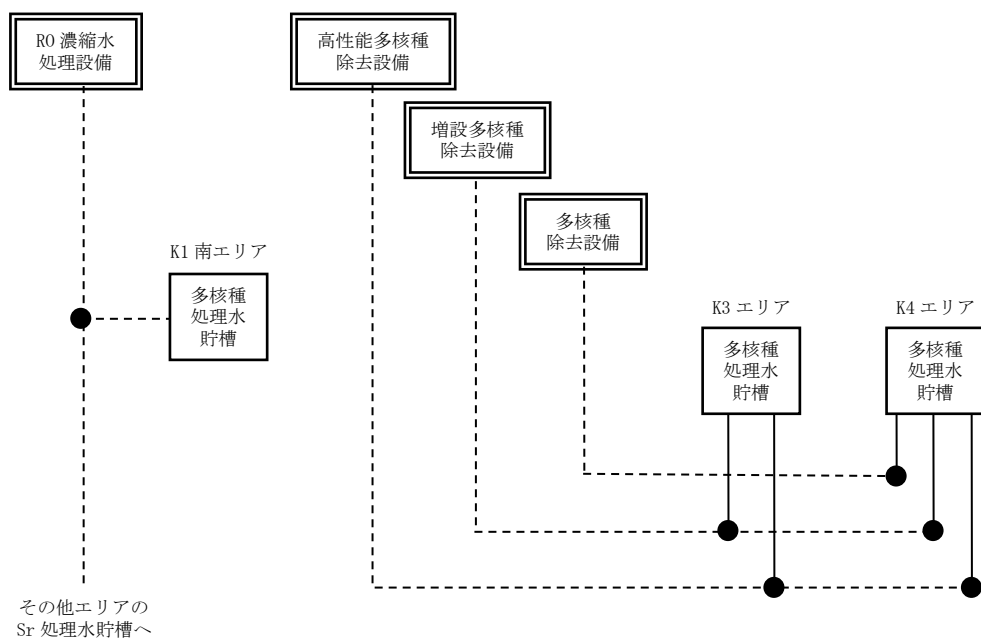 RO 濃縮水
処理設備
高性能多核種
除去設備
増設多核種
除去設備
多核種
除去設備
K1 南エリア
多核種
処理水
貯槽
K3 エリア
多核種
処理水
貯槽
K4 エリア
多核種
処理水
貯槽
その他エリアの
Sr 処理水貯槽へ